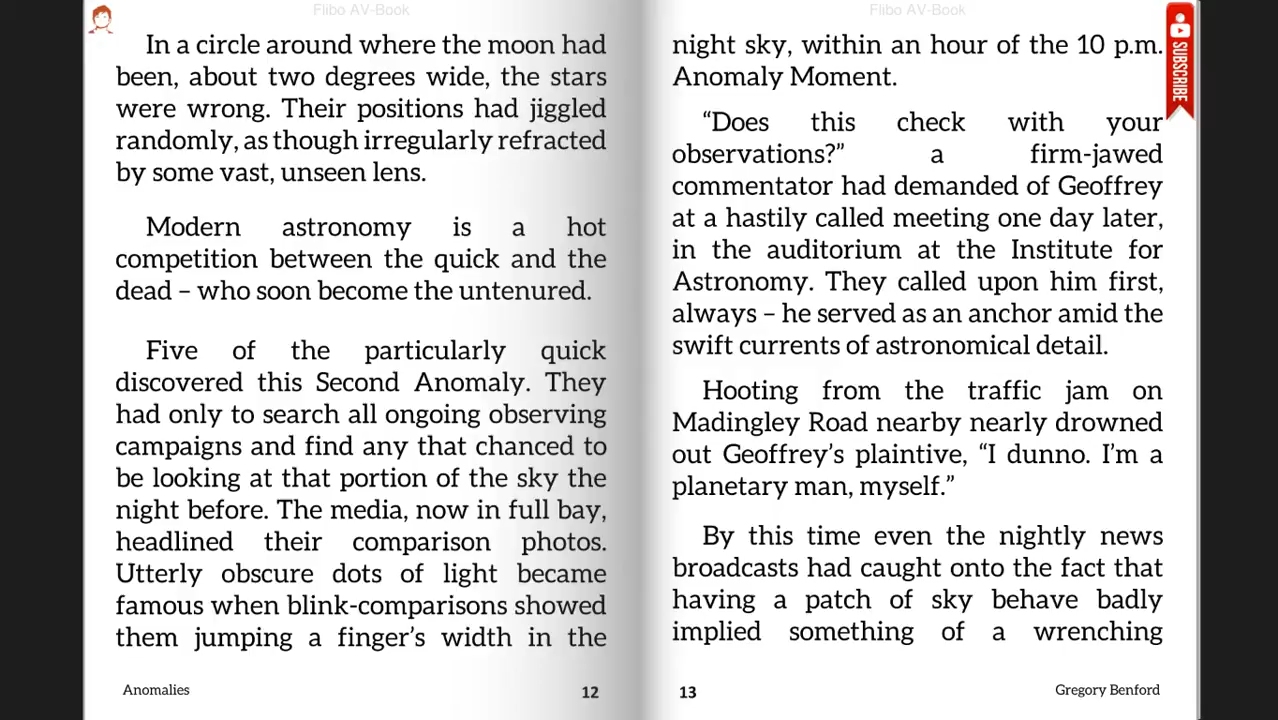 Flibo AV-Book
In a circle around where the moon had
been, about two degrees wide, the stars
were wrong. Their positions had jiggled
randomly, as though irregularly refracted
by some vast, unseen lens.
Modern astronomy is a hot
competition between the quick and the
dead – who soon become the untenured.
Five of the particularly quick
discovered this Second Anomaly. They
had only to search all ongoing observing
campaigns and find any that chanced to
be looking at that portion of the sky the
night before. The media, now in full bay,
headlined their comparison photos.
Utterly obscure dots of light became
famous when blink-comparisons showed
them jumping a finger’s width in the
Anomalies
12
Flibo AV-Book
night sky, within an hour of the 10 p.m.
Anomaly Moment.
“Does this check with your
observations?” a firm-jawed
commentator had demanded of Geoffrey
at a hastily called meeting one day later,
in the auditorium at the Institute for
Astronomy. They called upon him first,
always – he served as an anchor amid the
swift currents of astronomical detail.
Hooting from the traffic jam on
Madingley Road nearby nearly drowned
out Geoffrey’s plaintive, “I dunno. I’m a
planetary man, myself.”
By this time even the nightly news
broadcasts had caught onto the fact that
having a patch of sky behave badly
implied something of a wrenching
13
Gregory Benford
SUBSCRIBE